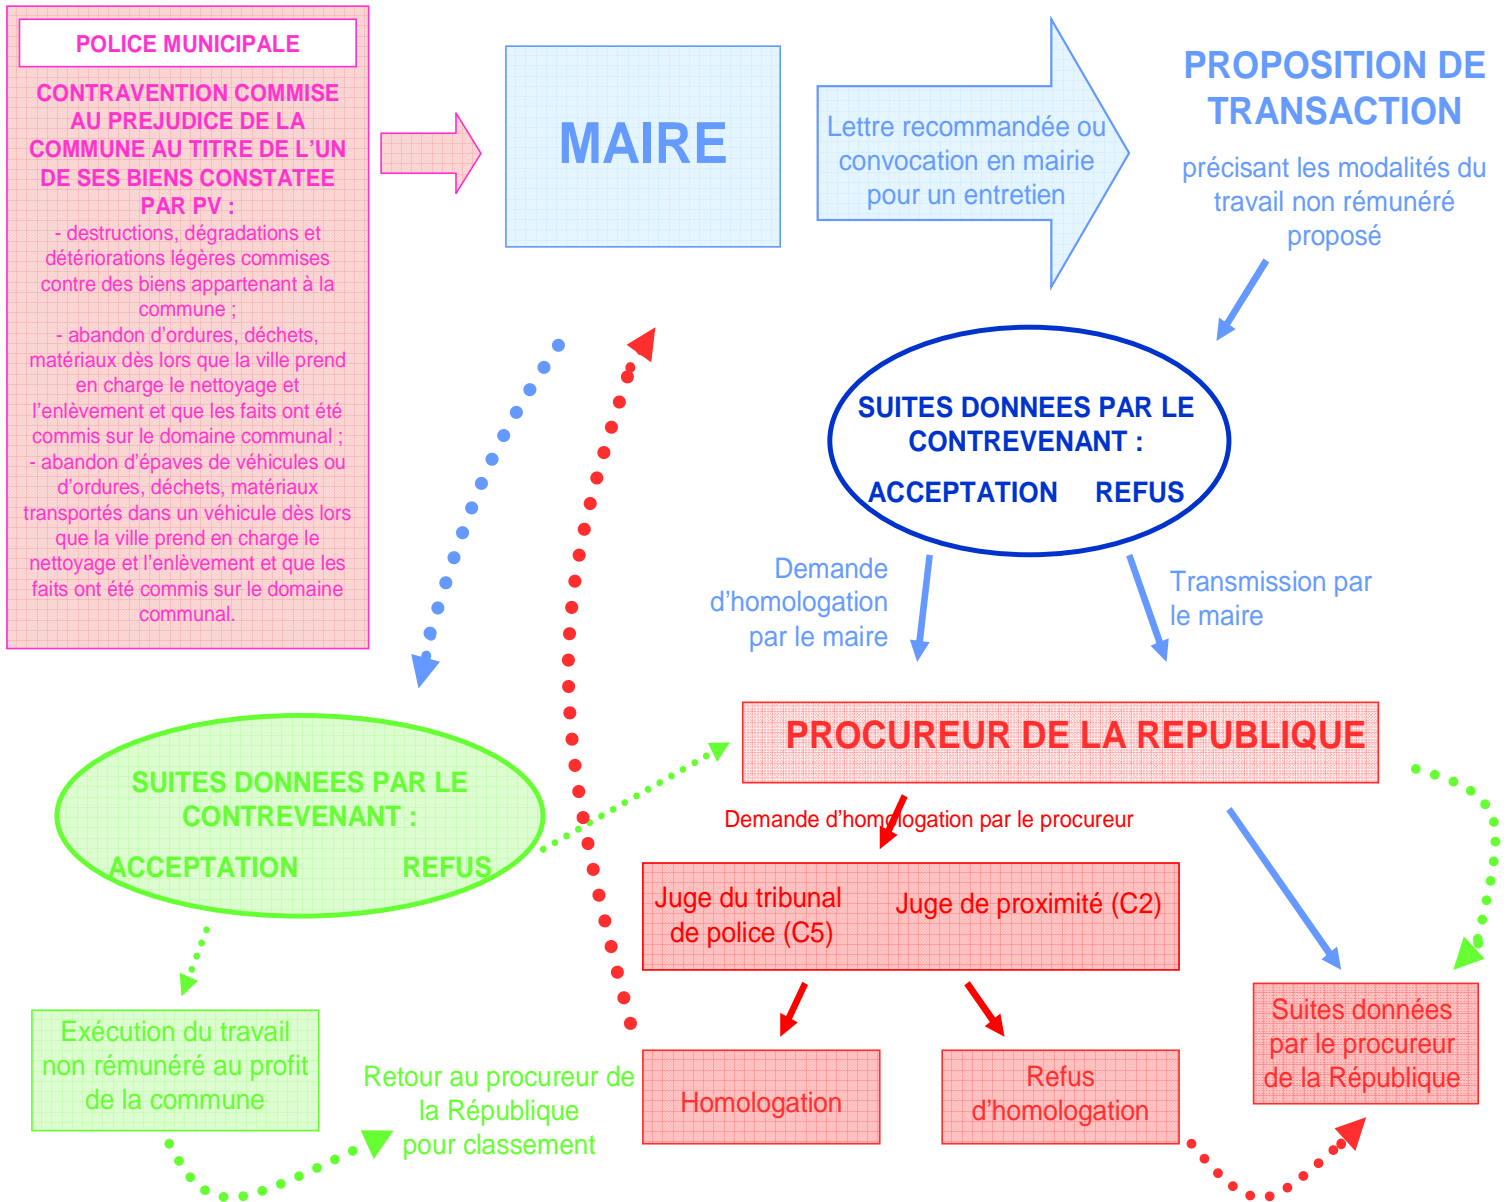 POLICE MUNICIPALE
CONTRAVENTION COMMISE
AU PREJUDICE DE LA
COMMUNE AU TITRE DE L’UN
DE SES BIENS CONSTATEE
PAR PV :
- destructions, dégradations et
détériorations légères commises
contre des biens appartenant à la
commune ;
- abandon d’ordures, déchets,
matériaux dès lors que la ville prend
en charge le nettoyage et
l’enlèvement et que les faits ont été
commis sur le domaine communal ;
- abandon d’épaves de véhicules ou
d’ordures, déchets, matériaux
transportés dans un véhicule dès lors
que la ville prend en charge le
nettoyage et l’enlèvement et que les
faits ont été commis sur le domaine
communal.
MAIRE
Lettre recommandée ou
convocation en mairie
pour un entretien
PROPOSITION DE
TRANSACTION
précisant les modalités du
travail non rémunéré
proposé
SUITES DONNEES PAR LE
CONTREVENANT :
ACCEPTATION REFUS
Demande
d’homologation
par le maire
Transmission par
le maire
PROCUREUR DE LA REPUBLIQUE
Demande d’homologation par le procureur
Juge du tribunal
de police (C5)
Juge de proximité (C2)
Homologation
Refus
d’homologation
Suites données
par le procureur
de la République
SUITES DONNEES PAR LE
CONTREVENANT :
ACCEPTATION REFUS
Exécution du travail
non rémunéré au profit
de la commune
Retour au procureur de
la République
pour classement